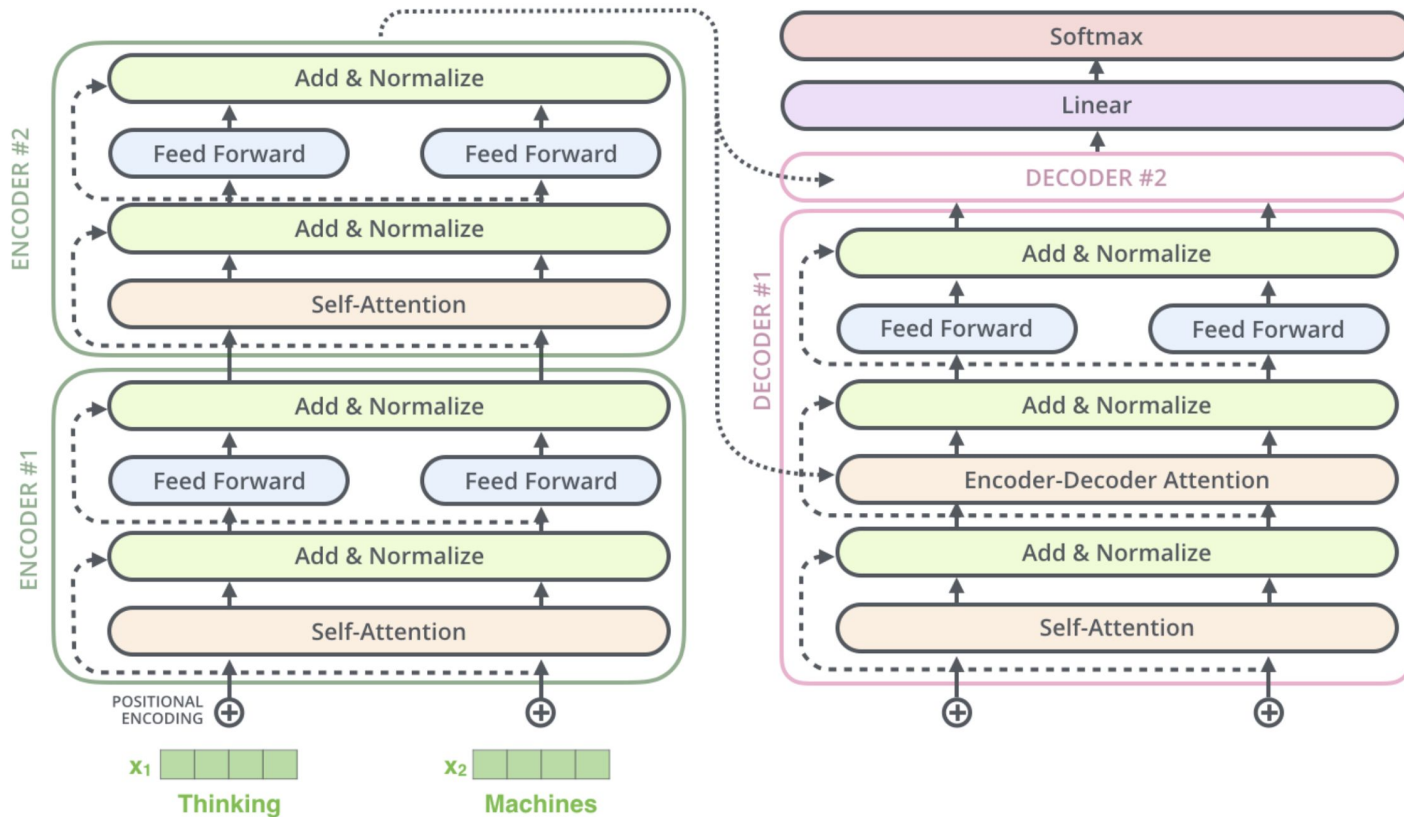 ENCODER #2
Add & Normalize
Feed Forward
Feed Forward
Add & Normalize
Self-Attention
ENCODER #1
Add & Normalize
Feed Forward
Feed Forward
Add & Normalize
Self-Attention
POSITIONAL
ENCODING
x₁
x₂
Thinking
Machines
Softmax
Linear
DECODER #2
DECODER #1
Add & Normalize
Feed Forward
Feed Forward
Add & Normalize
Encoder-Decoder Attention
Add & Normalize
Self-Attention